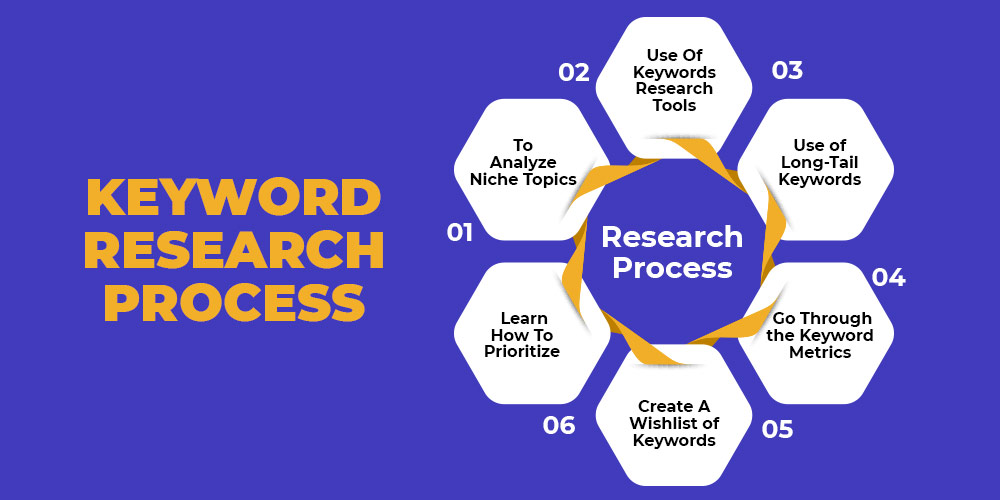 KEYWORD
RESEARCH
PROCESS
Research
Process
01
To
Analyze
Niche Topics
02
Use Of
Keywords
Research
Tools
03
Use of
Long-Tail
Keywords
04
Go Through
the Keyword
Metrics
05
Create A
Wishlist of
Keywords
06
Learn
How To
Prioritize